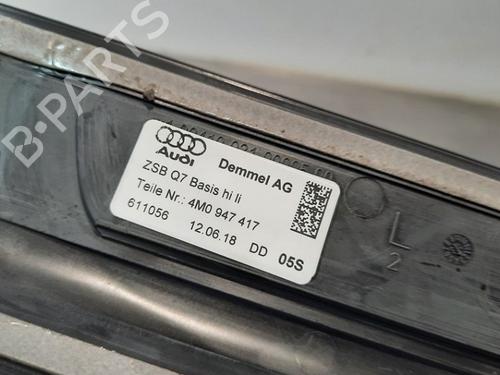 B-Parts
Audi
Demmel AG
ZSB Q7 Basis hi li
Teile Nr.: 4M0 947 417
611056 12.06.18 DD 05S
L
2